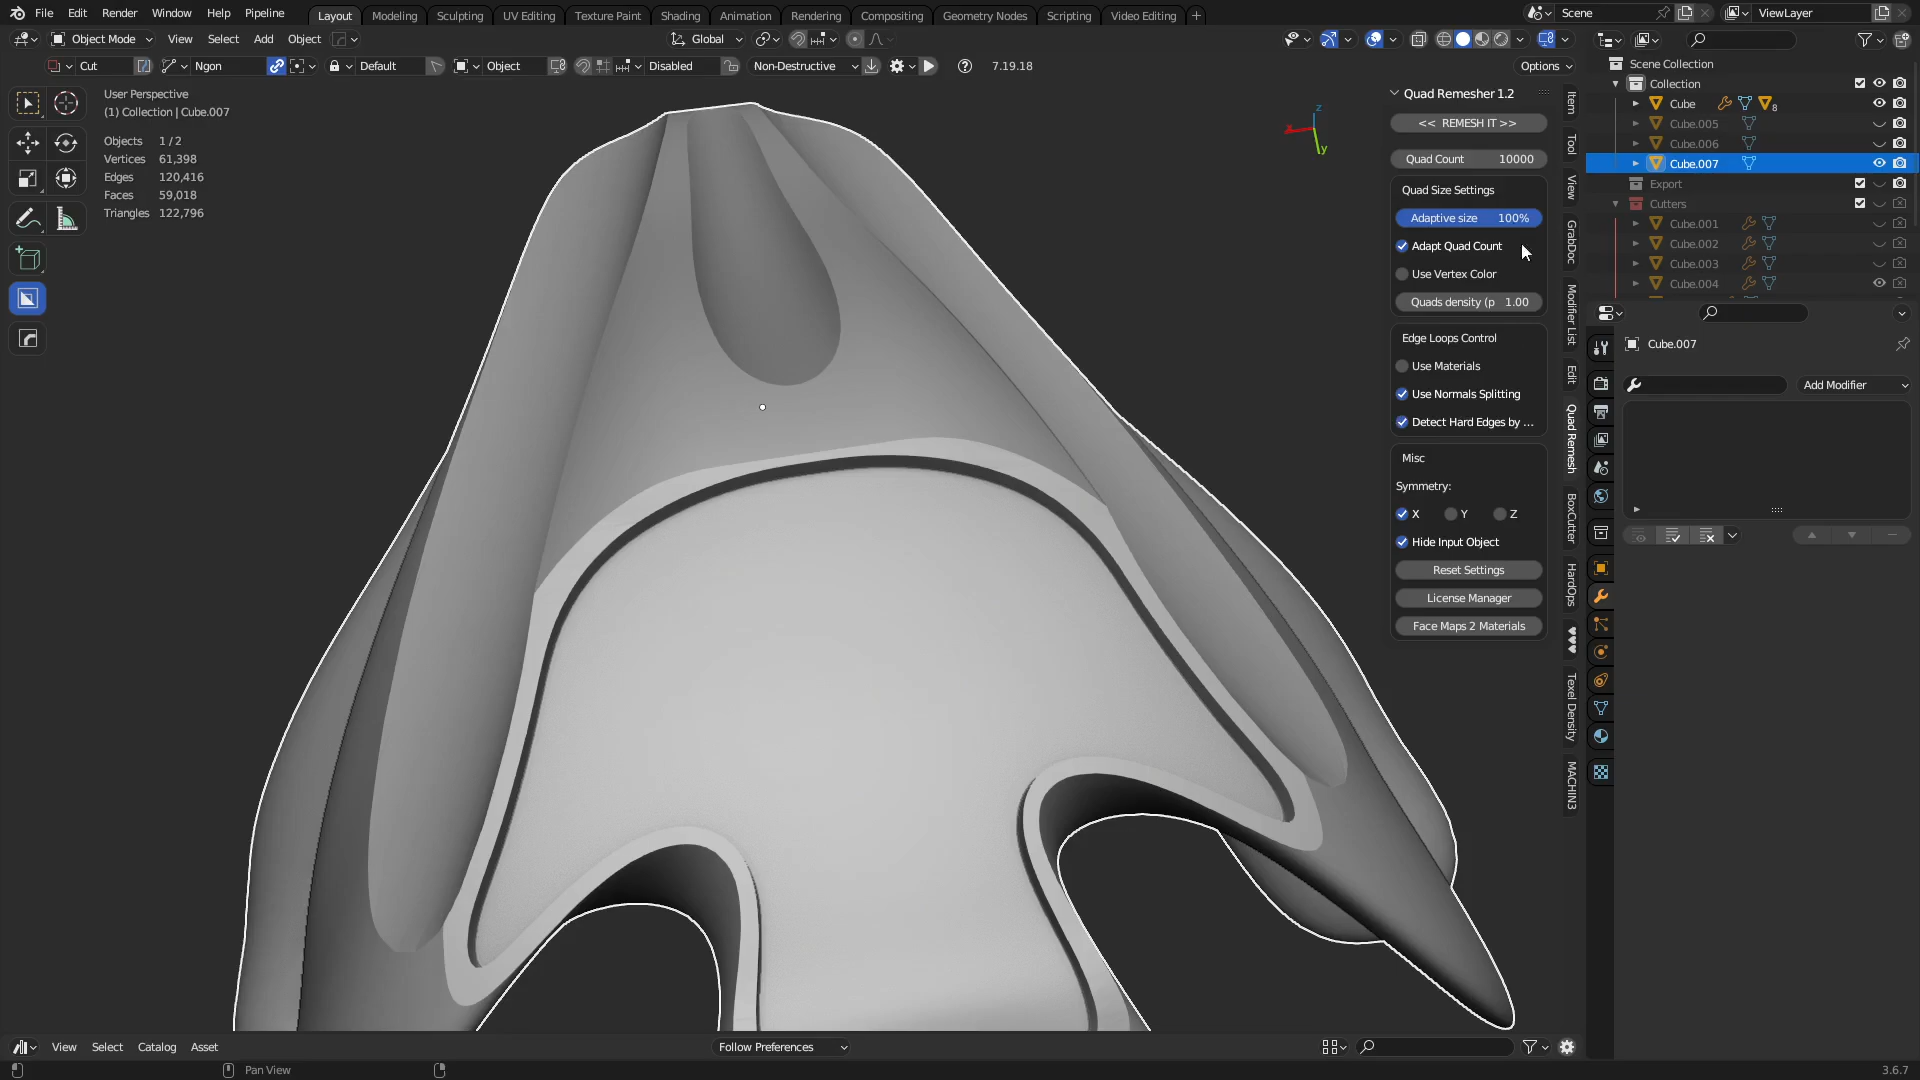 File Edit Render Window Help Pipeline Layout Modeling Sculpting UV Editing Texture Paint Shading Animation Rendering Compositing Geometry Nodes Scripting Video Editing + Scene ViewLayer
Object Mode View Select Add Object Global
Cut Ngon Default Object Disabled Non-Destructive 7.19.18 Options
User Perspective
(1) Collection | Cube.007
Objects 1 / 2
Vertices 61,398
Edges 120,416
Faces 59,018
Triangles 122,796
z
x
y
Quad Remesher 1.2
<< REMESH IT >>
Quad Count 10000
Quad Size Settings
Adaptive size 100%
Adapt Quad Count
Use Vertex Color
Quads density (p 1.00
Edge Loops Control
Use Materials
Use Normals Splitting
Detect Hard Edges by ...
Misc
Symmetry:
X Y Z
Hide Input Object
Reset Settings
License Manager
Face Maps 2 Materials
Item
Tool
View
GrabDoc
Modifier List
Edit
Quad Remesh
BoxCutter
HardOps
♥♥♥
Texel Density
MACHIN3
Scene Collection
Collection
Cube 8
Cube.005
Cube.006
Cube.007
Export
Cutters
Cube.001
Cube.002
Cube.003
Cube.004
Cube.007
Add Modifier
View Select Catalog Asset Follow Preferences
Pan View 3.6.7